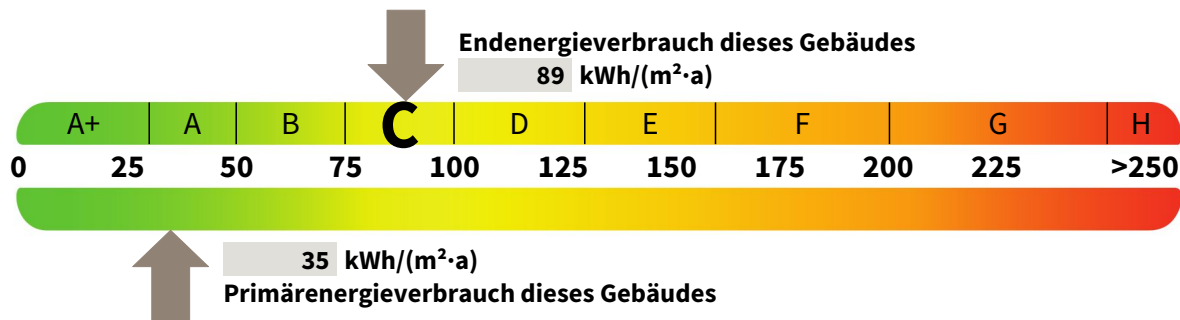 Endenergieverbrauch dieses Gebäudes
89 kWh/(m²·a)
A+ A B C D E F G H
0 25 50 75 100 125 150 175 200 225 >250
35 kWh/(m²·a)
Primärenergieverbrauch dieses Gebäudes